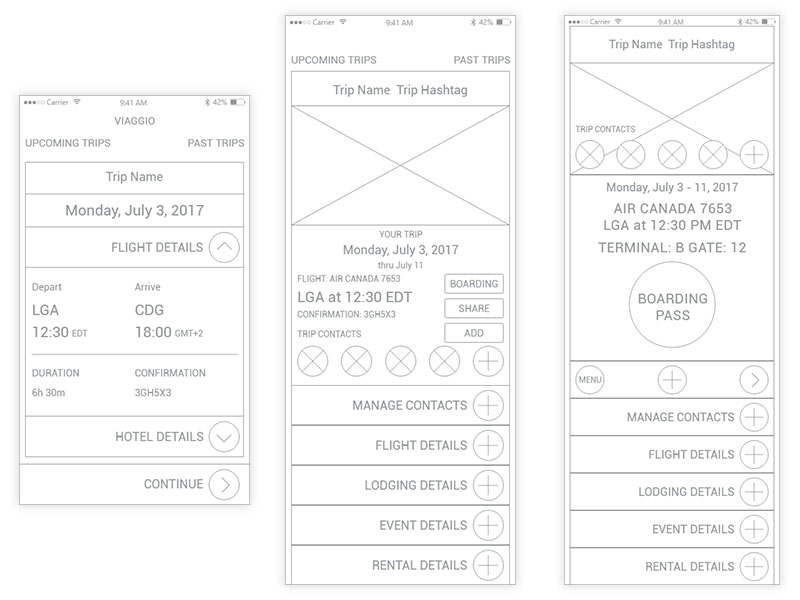 Carrier 9:41 AM 42%
VIAGGIO
UPCOMING TRIPS PAST TRIPS
Trip Name
Monday, July 3, 2017
FLIGHT DETAILS
Depart Arrive
LGA CDG
12:30 EDT 18:00 GMT+2
DURATION CONFIRMATION
6h 30m 3GH5X3
HOTEL DETAILS
CONTINUE
Carrier 9:41 AM 42%
UPCOMING TRIPS PAST TRIPS
Trip Name Trip Hashtag
YOUR TRIP
Monday, July 3, 2017
thru July 11
FLIGHT: AIR CANADA 7653
LGA at 12:30 EDT
CONFIRMATION: 3GH5X3
BOARDING
SHARE
ADD
TRIP CONTACTS
MANAGE CONTACTS
FLIGHT DETAILS
LODGING DETAILS
EVENT DETAILS
RENTAL DETAILS
Carrier 9:41 AM 42%
Trip Name Trip Hashtag
TRIP CONTACTS
Monday, July 3 - 11, 2017
AIR CANADA 7653
LGA at 12:30 PM EDT
TERMINAL: B GATE: 12
BOARDING
PASS
MENU
MANAGE CONTACTS
FLIGHT DETAILS
LODGING DETAILS
EVENT DETAILS
RENTAL DETAILS